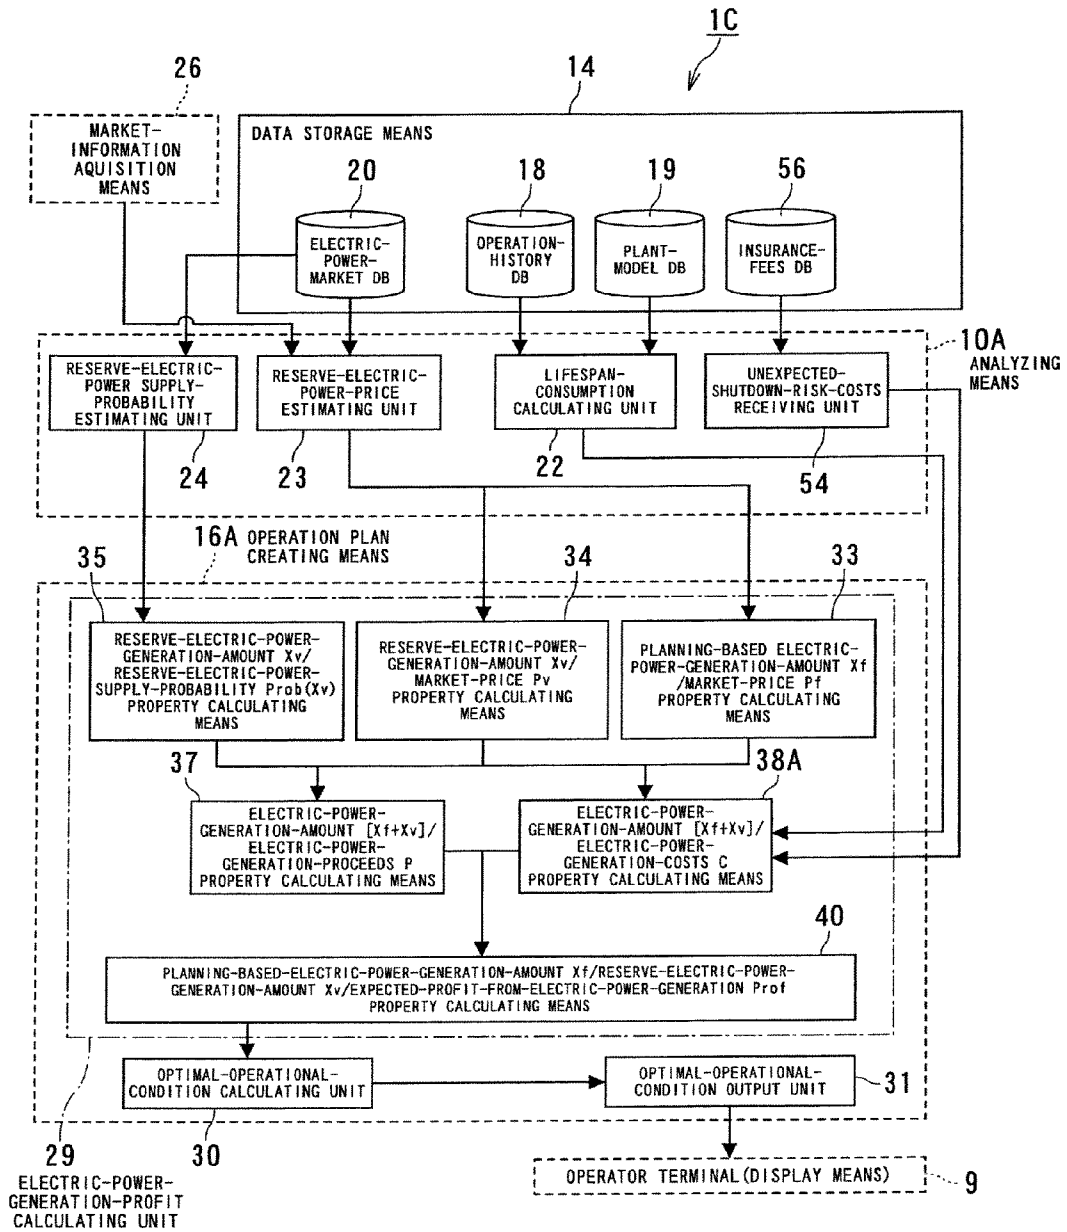 1C
26
14
MARKET-
INFORMATION
AQUISITION
MEANS
DATA STORAGE MEANS
20
18
19
56
ELECTRIC-
POWER-
MARKET DB
OPERATION-
HISTORY
DB
PLANT-
MODEL DB
INSURANCE-
FEES DB
10A
ANALYZING
MEANS
RESERVE-ELECTRIC-
POWER SUPPLY-
PROBABILITY
ESTIMATING UNIT
RESERVE-ELECTRIC-
POWER-PRICE
ESTIMATING UNIT
LIFESPAN-
CONSUMPTION
CALCULATING UNIT
UNEXPECTED-
SHUTDOWN-RISK-COSTS
RECEIVING UNIT
24
23
22
54
16A OPERATION PLAN
CREATING MEANS
35
34
33
RESERVE-ELECTRIC-POWER-
GENERATION-AMOUNT Xv/
RESERVE-ELECTRIC-POWER-
SUPPLY-PROBABILITY Prob(Xv)
PROPERTY CALCULATING
MEANS
RESERVE-ELECTRIC-POWER-
GENERATION-AMOUNT Xv/
MARKET-PRICE Pv
PROPERTY CALCULATING
MEANS
PLANNING-BASED ELECTRIC-
POWER-GENERATION-AMOUNT Xf
/MARKET-PRICE Pf
PROPERTY CALCULATING
MEANS
37
38A
ELECTRIC-POWER-
GENERATION-AMOUNT [Xf+Xv]/
ELECTRIC-POWER-
GENERATION-PROCEEDS P
PROPERTY CALCULATING MEANS
ELECTRIC-POWER-
GENERATION-AMOUNT [Xf+Xv]/
ELECTRIC-POWER-
GENERATION-COSTS C
PROPERTY CALCULATING MEANS
40
PLANNING-BASED-ELECTRIC-POWER-GENERATION-AMOUNT Xf/RESERVE-ELECTRIC-POWER-
GENERATION-AMOUNT Xv/EXPECTED-PROFIT-FROM-ELECTRIC-POWER-GENERATION Prof
PROPERTY CALCULATING MEANS
OPTIMAL-OPERATIONAL-
CONDITION CALCULATING UNIT
OPTIMAL-OPERATIONAL-
CONDITION OUTPUT UNIT
31
30
29
ELECTRIC-POWER-
GENERATION-PROFIT
CALCULATING UNIT
OPERATOR TERMINAL(DISPLAY MEANS)
9